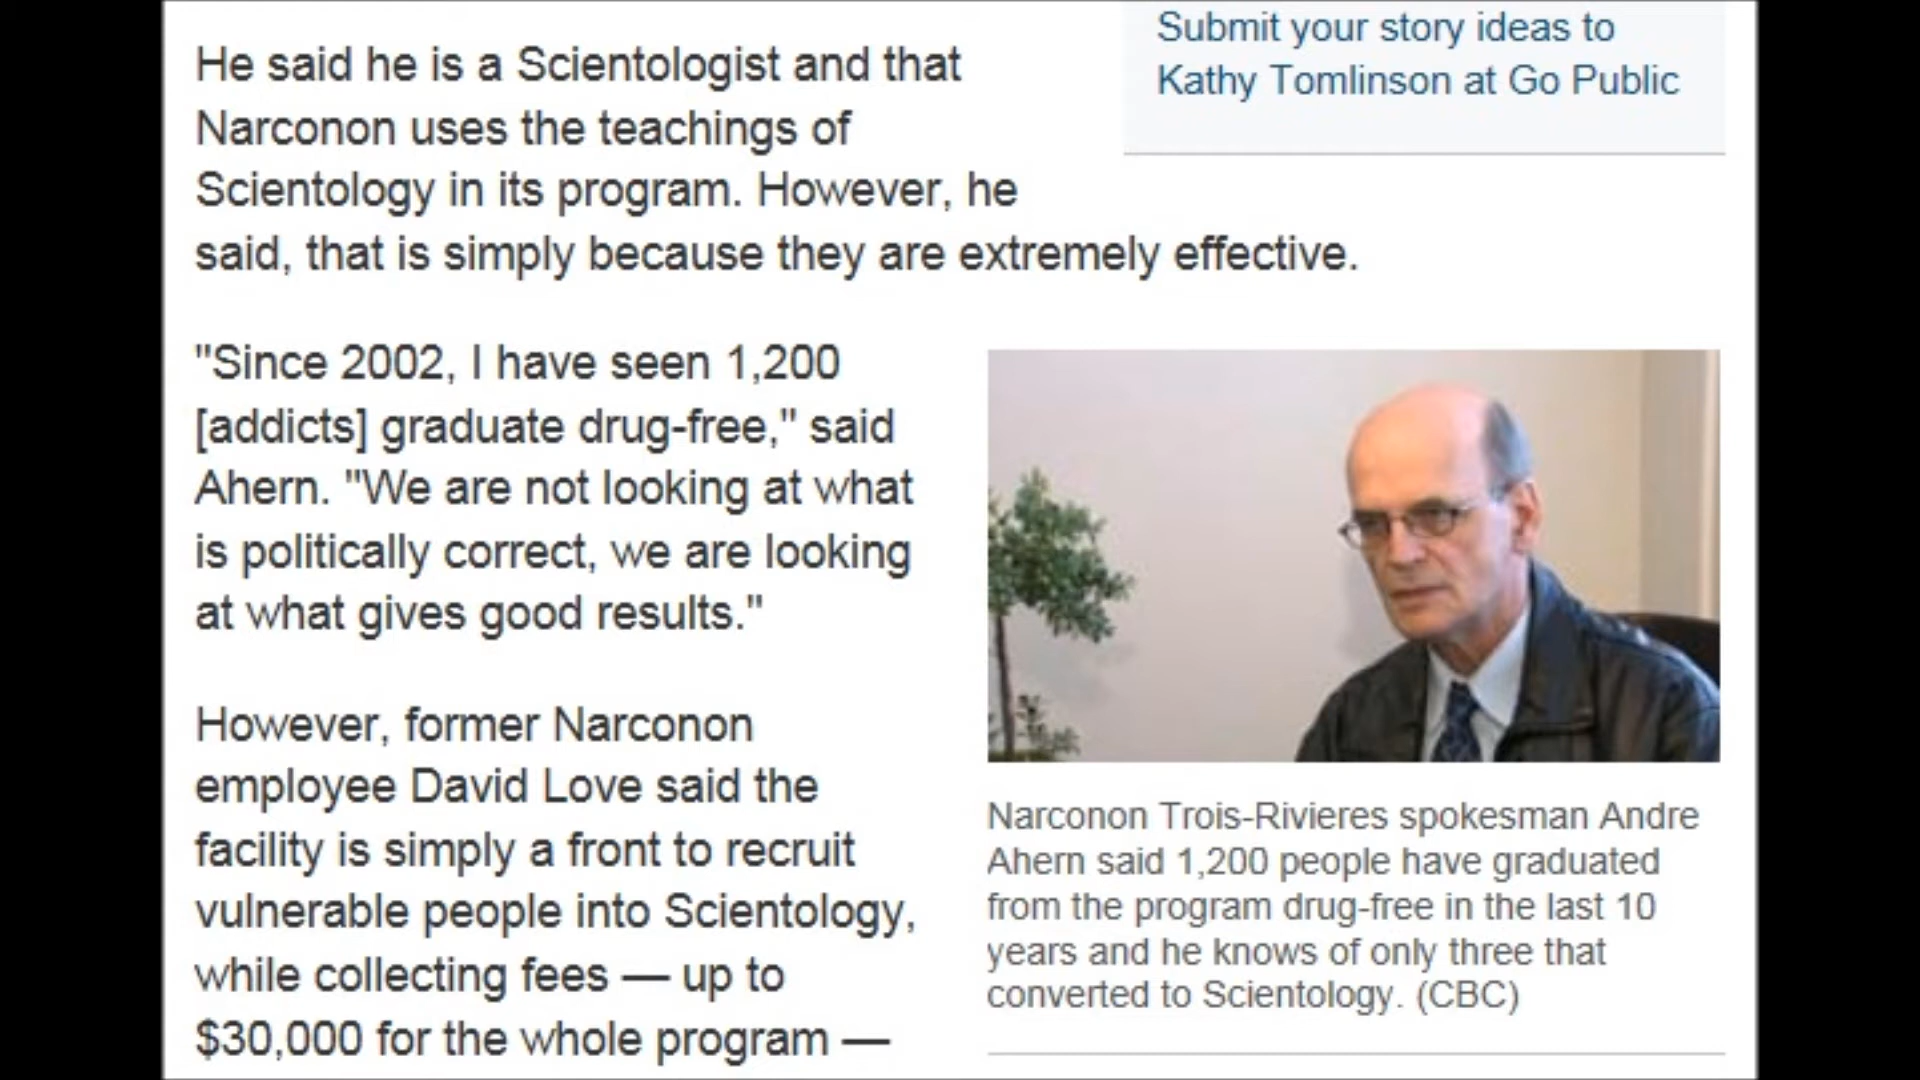 Submit your story ideas to
Kathy Tomlinson at Go Public
He said he is a Scientologist and that
Narconon uses the teachings of
Scientology in its program. However, he
said, that is simply because they are extremely effective.
"Since 2002, I have seen 1,200
[addicts] graduate drug-free," said
Ahern. "We are not looking at what
is politically correct, we are looking
at what gives good results."
However, former Narconon
employee David Love said the
facility is simply a front to recruit
vulnerable people into Scientology,
while collecting fees — up to
$30,000 for the whole program —
Narconon Trois-Rivieres spokesman Andre
Ahern said 1,200 people have graduated
from the program drug-free in the last 10
years and he knows of only three that
converted to Scientology. (CBC)